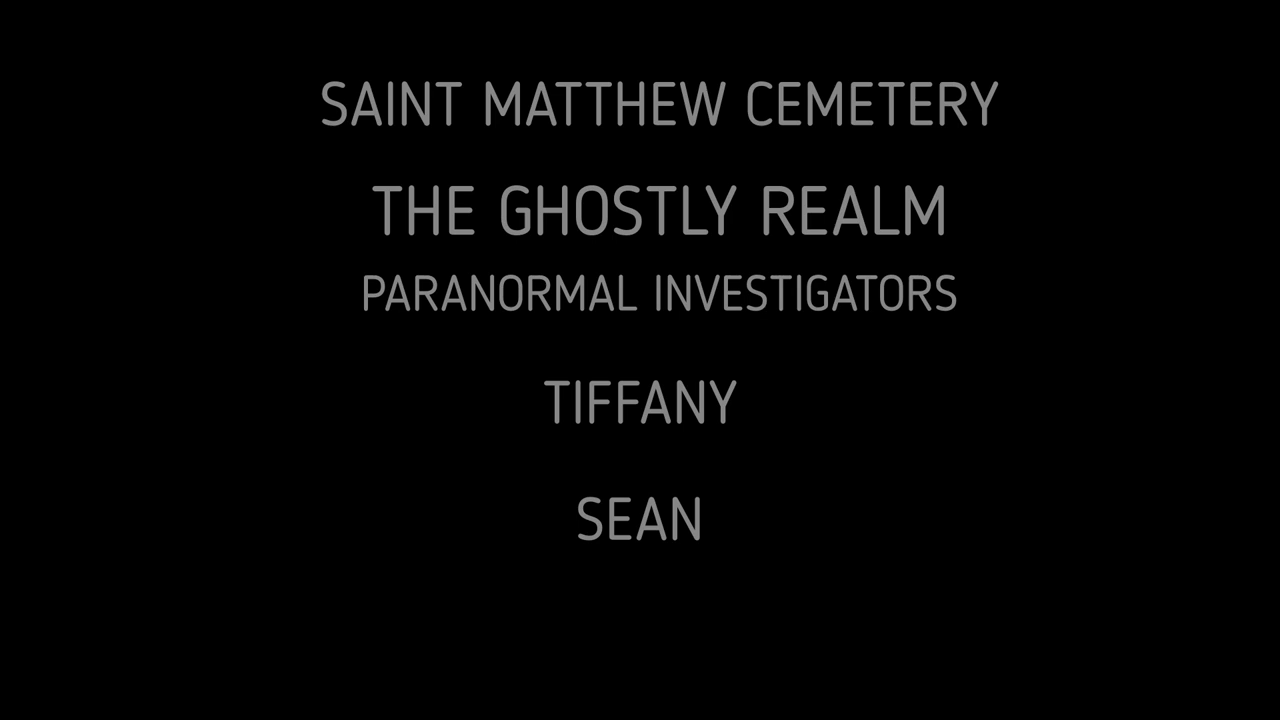 SAINT MATTHEW CEMETERY
THE GHOSTLY REALM
PARANORMAL INVESTIGATORS
TIFFANY
SEAN